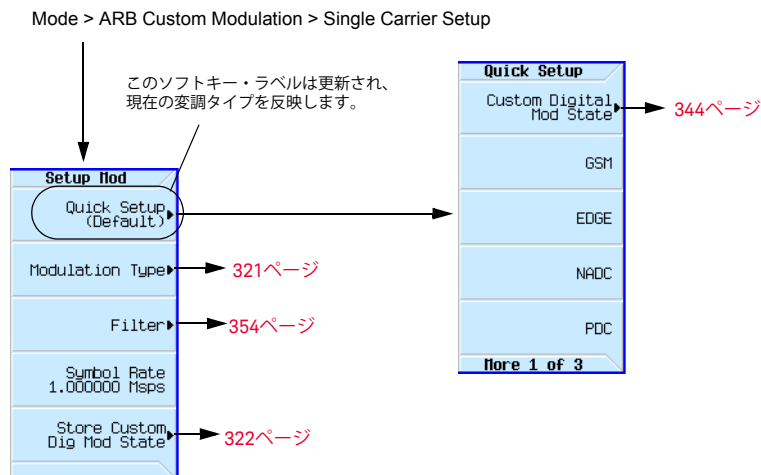 Mode > ARB Custom Modulation > Single Carrier Setup
このソフトキー・ラベルは更新され、
現在の変調タイプを反映します。
Setup Mod
Quick Setup
(Default)
Modulation Type
321ページ
Filter
354ページ
Symbol Rate
1.000000 Msps
Store Custom
Dig Mod State
322ページ
Quick Setup
Custom Digital
Mod State
344ページ
GSM
EDGE
NADC
PDC
More 1 of 3